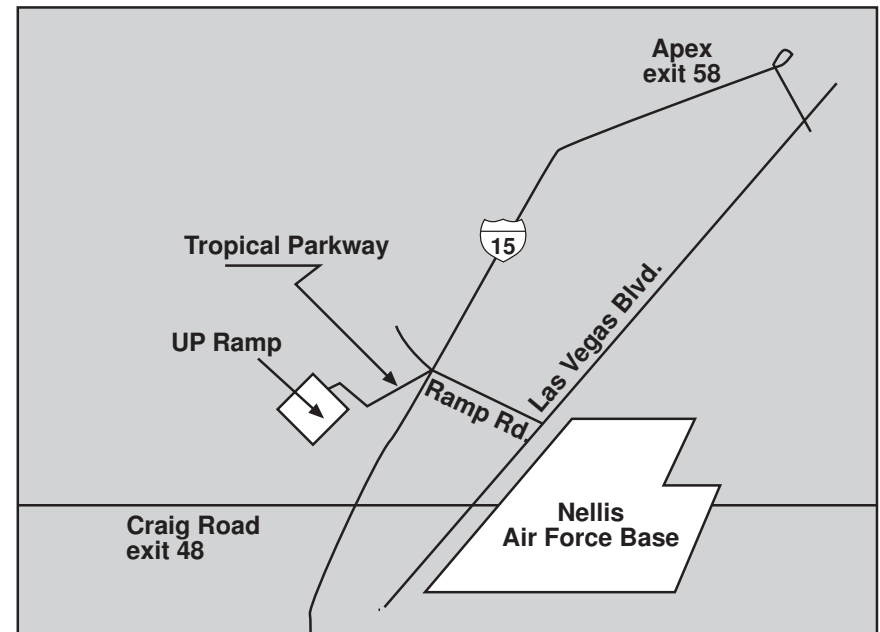 Apex
exit 58
15
Tropical Parkway
Las Vegas Blvd.
UP Ramp
Ramp Rd.
Nellis
Air Force Base
Craig Road
exit 48